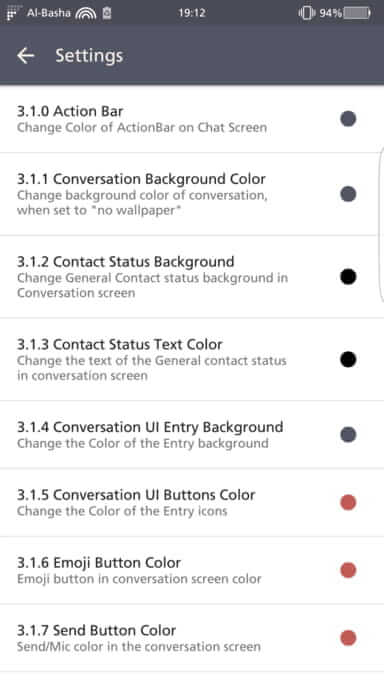 Al-Basha 19:12 94%
Settings
3.1.0 Action Bar
Change Color of ActionBar on Chat Screen
3.1.1 Conversation Background Color
Change background color of conversation,
when set to "no wallpaper"
3.1.2 Contact Status Background
Change General Contact status background in
Conversation screen
3.1.3 Contact Status Text Color
Change the text of the General contact status
in conversation screen
3.1.4 Conversation UI Entry Background
Change the Color of the Entry background
3.1.5 Conversation UI Buttons Color
Change the Color of the Entry icons
3.1.6 Emoji Button Color
Emoji button in conversation screen color
3.1.7 Send Button Color
Send/Mic color in the conversation screen